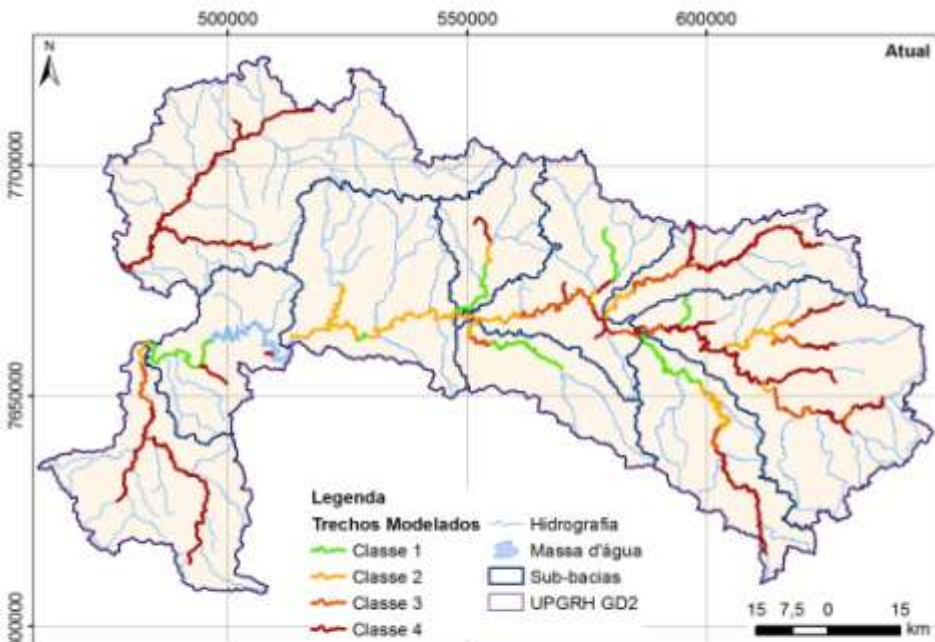 500000 550000 600000
N
Atual
7700000
7650000
Legenda
Trechos Modelados
Classe 1
Classe 2
Classe 3
Classe 4
Hidrografia
Massa d'água
Sub-bacias
UPGRH GD2
15 7,5 0 15
km